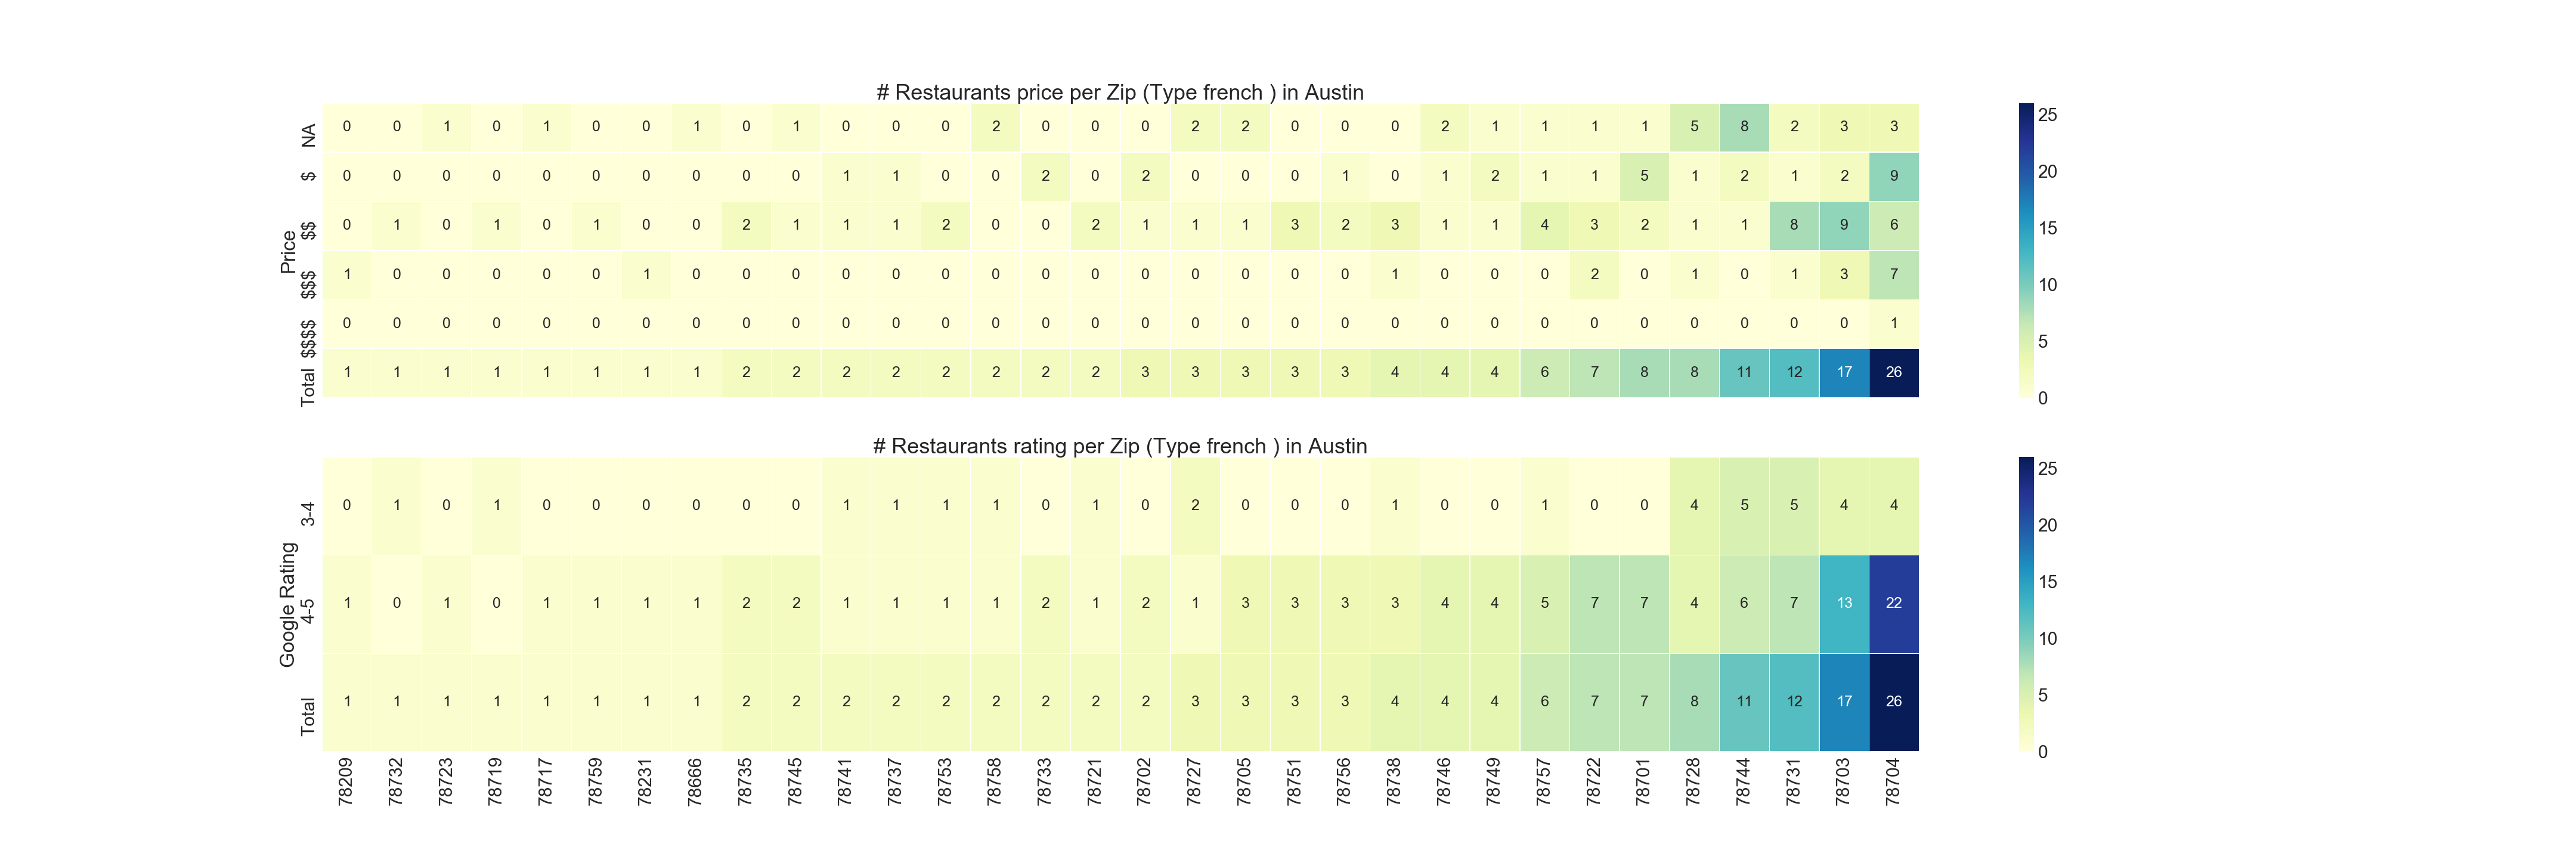 # Restaurants price per Zip (Type french ) in Austin
Price
NA 0 0 1 0 1 0 0 1 0 1 0 0 0 2 0 0 0 2 2 0 0 0 2 1 1 1 1 5 8 2 3 3
$ 0 0 0 0 0 0 0 0 0 0 1 1 0 0 2 0 2 0 0 0 1 0 1 2 1 1 5 1 2 1 2 9
$$ 0 1 0 1 0 1 0 0 2 1 1 1 2 0 0 2 1 1 1 3 2 3 1 1 4 3 2 1 1 8 9 6
$$$ 1 0 0 0 0 0 1 0 0 0 0 0 0 0 0 0 0 0 0 0 0 1 0 0 0 2 0 1 0 1 3 7
$$$$ 0 0 0 0 0 0 0 0 0 0 0 0 0 0 0 0 0 0 0 0 0 0 0 0 0 0 0 0 0 0 0 1
Total 1 1 1 1 1 1 1 1 2 2 2 2 2 2 2 2 3 3 3 3 3 4 4 4 6 7 8 8 11 12 17 26
25
20
15
10
5
0
# Restaurants rating per Zip (Type french ) in Austin
Google Rating
3-4 0 1 0 1 0 0 0 0 0 0 1 1 1 1 0 1 0 2 0 0 0 1 0 0 1 0 0 4 5 5 4 4
4-5 1 0 1 0 1 1 1 1 2 2 1 1 1 1 2 1 2 1 3 3 3 3 4 4 5 7 7 4 6 7 13 22
Total 1 1 1 1 1 1 1 1 2 2 2 2 2 2 2 2 2 3 3 3 3 4 4 4 6 7 7 8 11 12 17 26
78209 78732 78723 78719 78717 78759 78231 78666 78735 78745 78741 78737 78753 78758 78733 78721 78702 78727 78705 78751 78756 78738 78746 78749 78757 78722 78701 78728 78744 78731 78703 78704
25
20
15
10
5
0